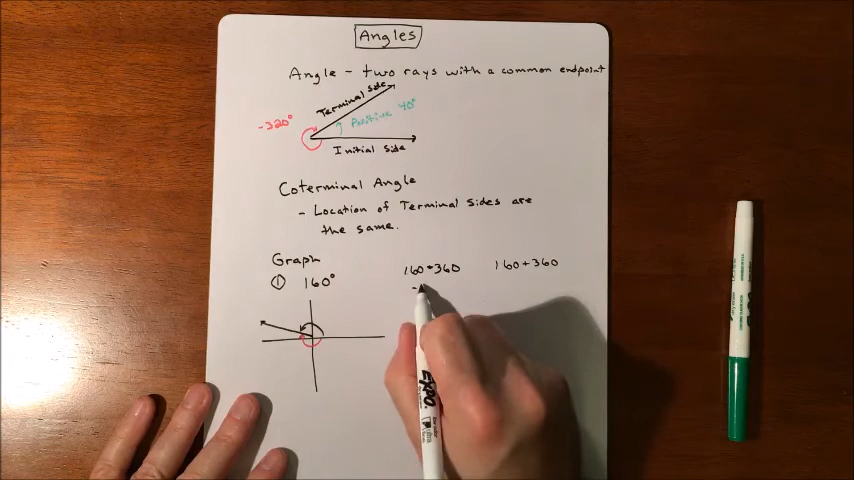 Angles
Angle - two rays with a common endpoint
Terminal side
Positive 40°
-320°
Initial side
Coterminal Angle
- Location of Terminal sides are
the same.
Graph
① 160°
160-360
160+360
-
EXPO